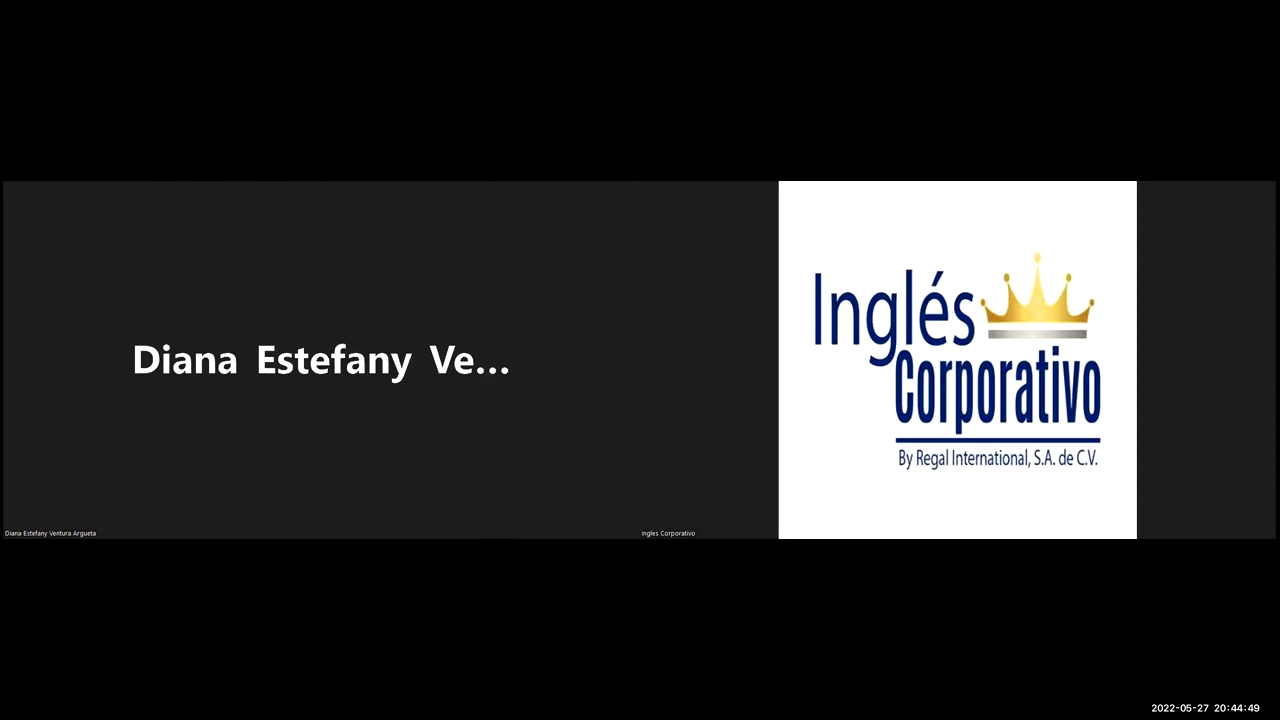 Diana Estefany Ve...
Diana Estefany Ventura Argueta
Inglés
Corporativo
By Regal International, S.A. de C.V.
Ingles Corporativo
2022-05-27 20:44:49